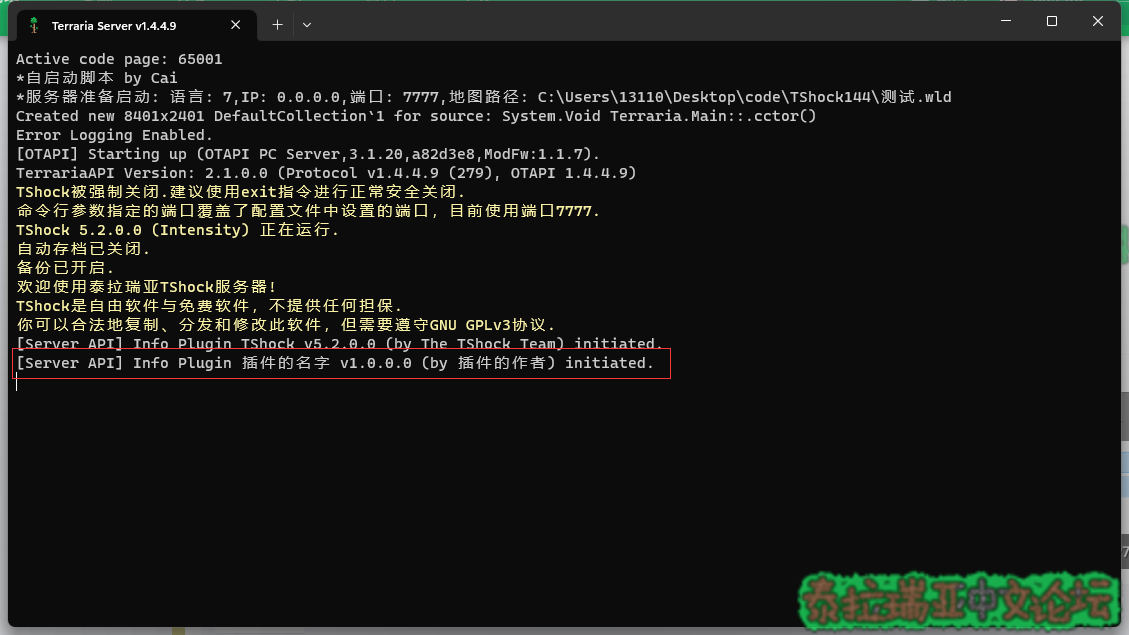 Terraria Server v1.4.4.9
Active code page: 65001
*自启动脚本 by Cai
*服务器准备启动: 语言: 7,IP: 0.0.0.0,端口: 7777,地图路径: C:\Users\13110\Desktop\code\TShock144\测试.wld
Created new 8401x2401 DefaultCollection`1 for source: System.Void Terraria.Main::.cctor()
Error Logging Enabled.
[OTAPI] Starting up (OTAPI PC Server,3.1.20,a82d3e8,ModFw:1.1.7).
TerrariaAPI Version: 2.1.0.0 (Protocol v1.4.4.9 (279), OTAPI 1.4.4.9)
TShock被强制关闭.建议使用exit指令进行正常安全关闭.
命令行参数指定的端口覆盖了配置文件中设置的端口, 目前使用端口7777.
TShock 5.2.0.0 (Intensity) 正在运行.
自动存档已关闭.
备份已开启.
欢迎使用泰拉瑞亚TShock服务器!
TShock是自由软件与免费软件, 不提供任何担保.
你可以合法地复制、分发和修改此软件, 但需要遵守GNU GPLv3协议.
[Server API] Info Plugin TShock v5.2.0.0 (by The TShock Team) initiated.
[Server API] Info Plugin 插件的名字 v1.0.0.0 (by 插件的作者) initiated.
泰拉瑞亚中文论坛